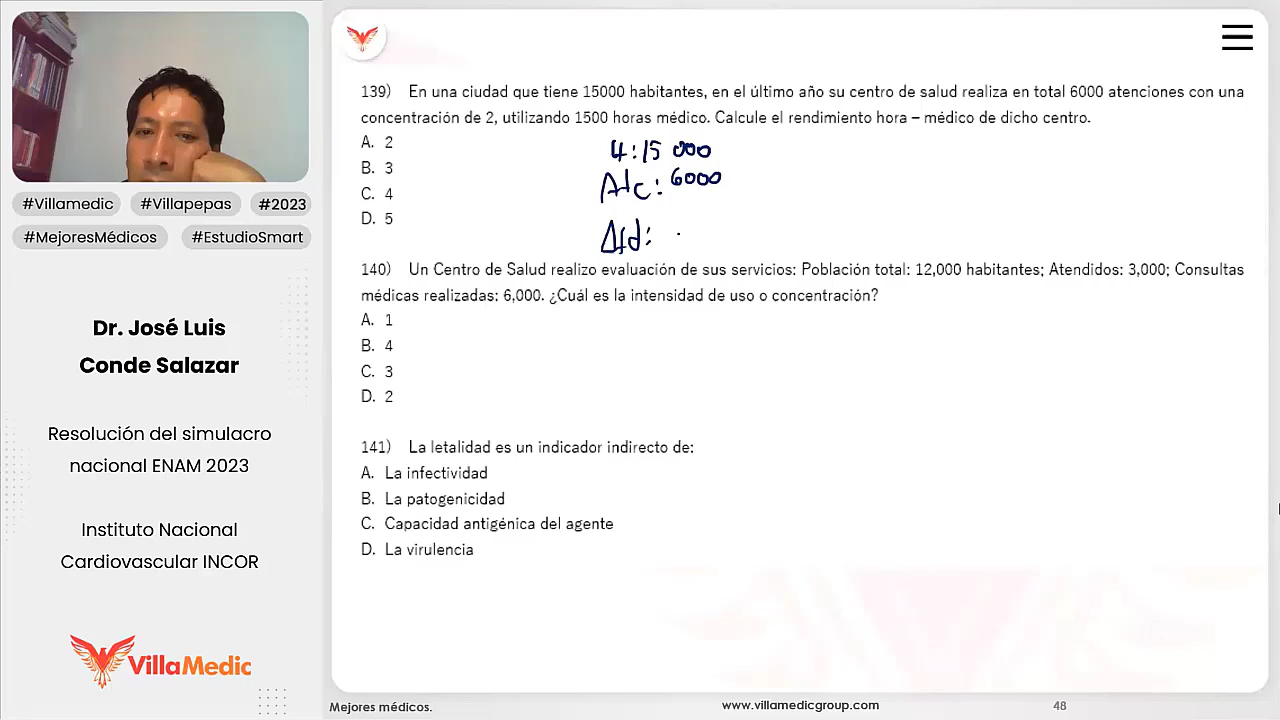 #Villamedic #Villapepas #2023
#MejoresMédicos #EstudioSmart
Dr. José Luis
Conde Salazar
Resolución del simulacro
nacional ENAM 2023
Instituto Nacional
Cardiovascular INCOR
VillaMedic
139) En una ciudad que tiene 15000 habitantes, en el último año su centro de salud realiza en total 6000 atenciones con una
concentración de 2, utilizando 1500 horas médico. Calcule el rendimiento hora – médico de dicho centro.
A. 2
B. 3
C. 4
D. 5
15 000
6000
140) Un Centro de Salud realizo evaluación de sus servicios: Población total: 12,000 habitantes; Atendidos: 3,000; Consultas
médicas realizadas: 6,000. ¿Cuál es la intensidad de uso o concentración?
A. 1
B. 4
C. 3
D. 2
141) La letalidad es un indicador indirecto de:
A. La infectividad
B. La patogenicidad
C. Capacidad antigénica del agente
D. La virulencia
Mejores médicos.
www.villamedicgroup.com
48